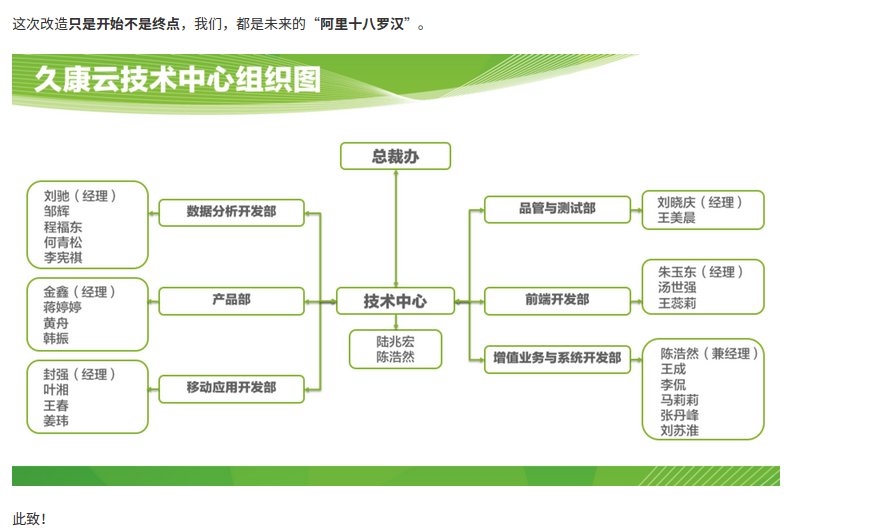 这次改造只是开始不是终点，我们，都是未来的“阿里十八罗汉”。
久康云技术中心组织图
总裁办
刘驰（经理）
邹辉
程福东
何青松
李宪祺
数据分析开发部
品管与测试部
刘晓庆（经理）
王美晨
金鑫（经理）
蒋婷婷
黄舟
韩振
产品部
技术中心
陆兆宏
陈浩然
前端开发部
朱玉东（经理）
汤世强
王蕊莉
封强（经理）
叶湘
王春
姜玮
移动应用开发部
增值业务与系统开发部
陈浩然（兼经理）
王成
李侃
马莉莉
张丹峰
刘苏淮
此致！